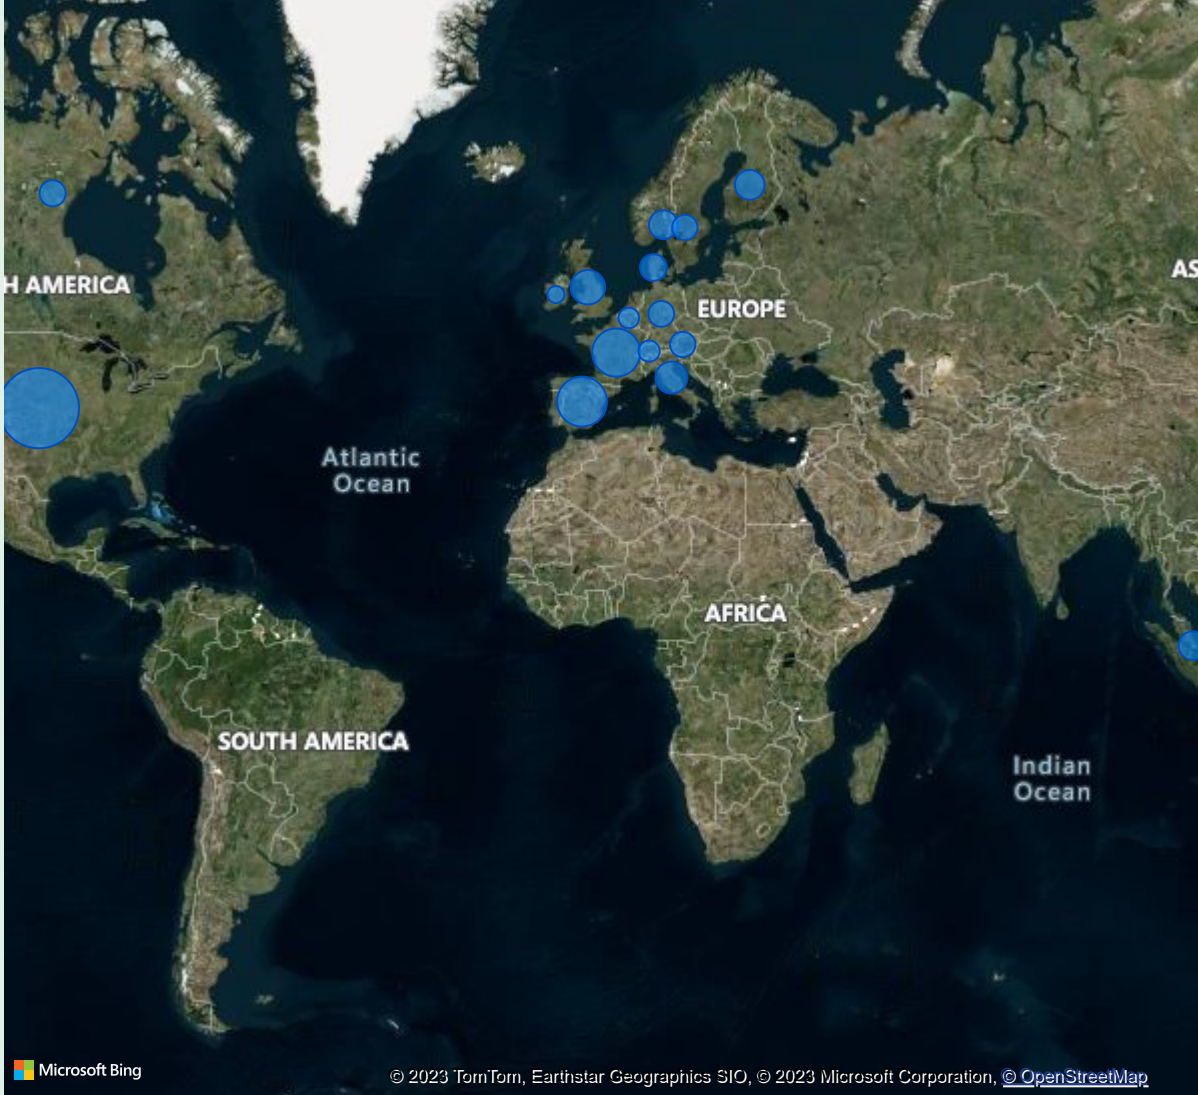 H AMERICA
AS
EUROPE
Atlantic
Ocean
AFRICA
SOUTH AMERICA
Indian
Ocean
Microsoft Bing
© 2023 TomTom, Earthstar Geographics SIO, © 2023 Microsoft Corporation, © OpenStreetMap